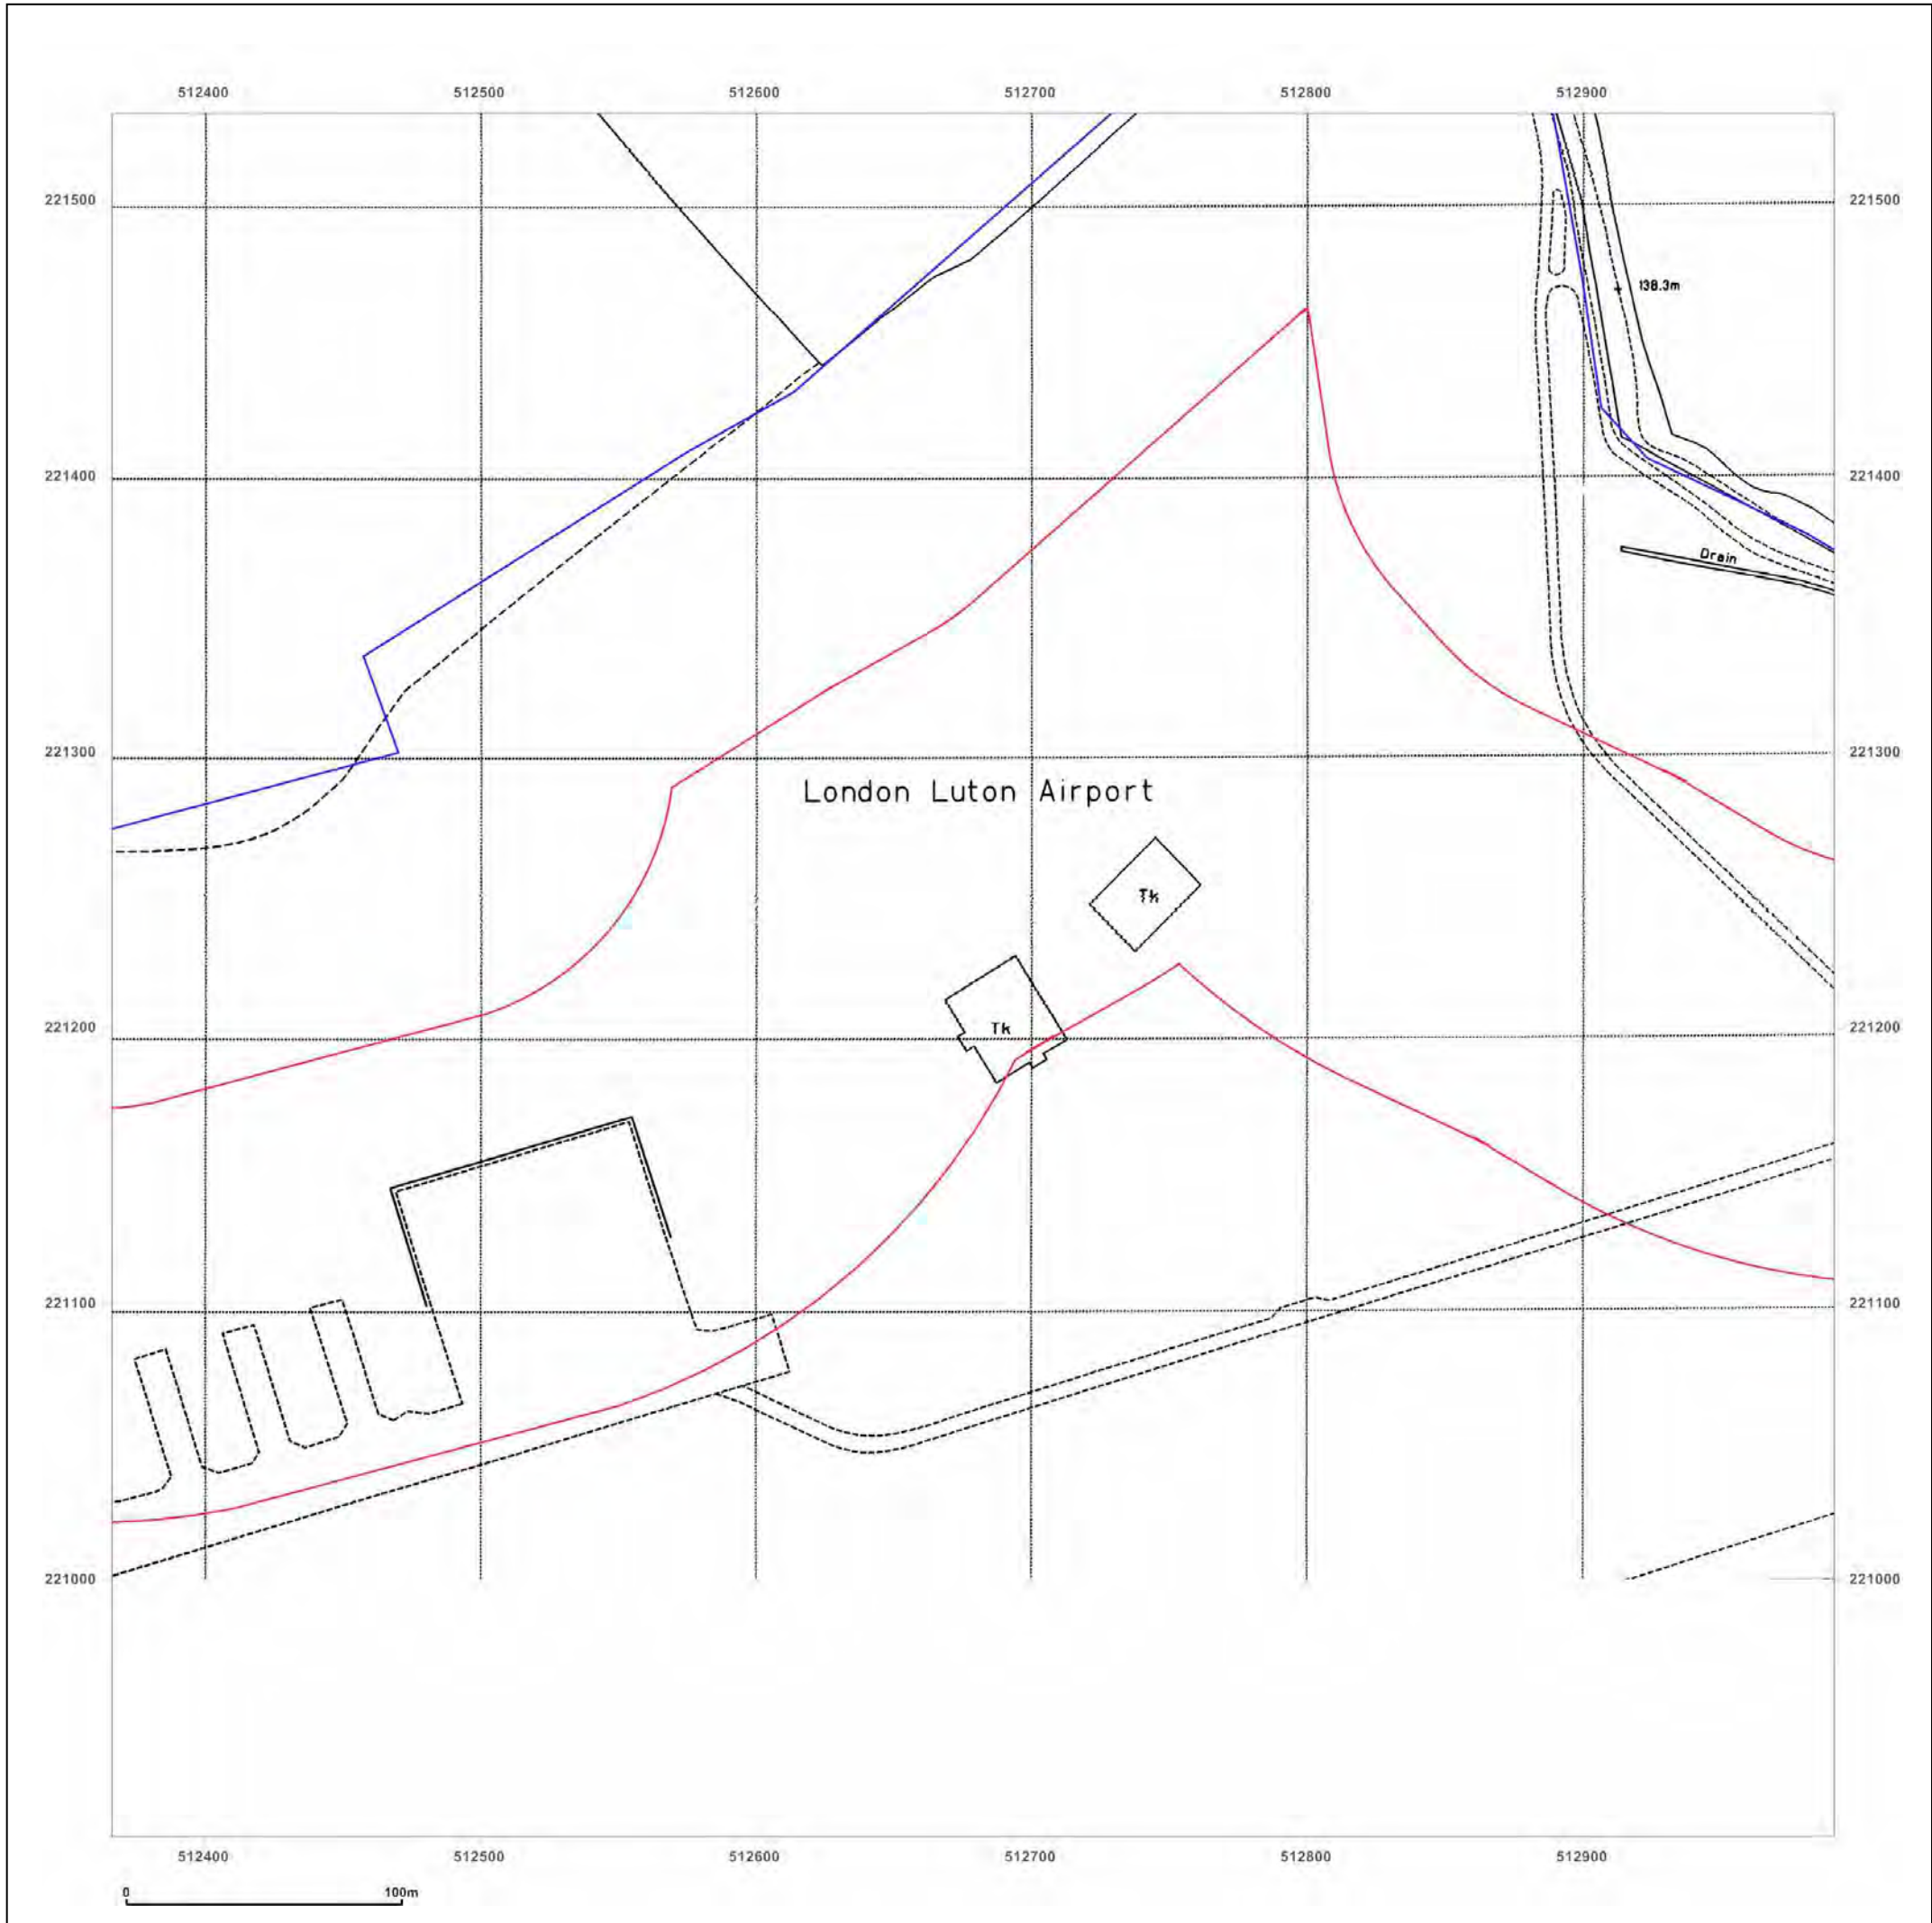 512400 512500 512600 512700 512800 512900
221500 221500
138.3m
221400 221400
Drain
221300 221300
London Luton Airport
Tk
221200 Tk 221200
221100 221100
221000 221000
512400 512500 512600 512700 512800 512900
0 100m